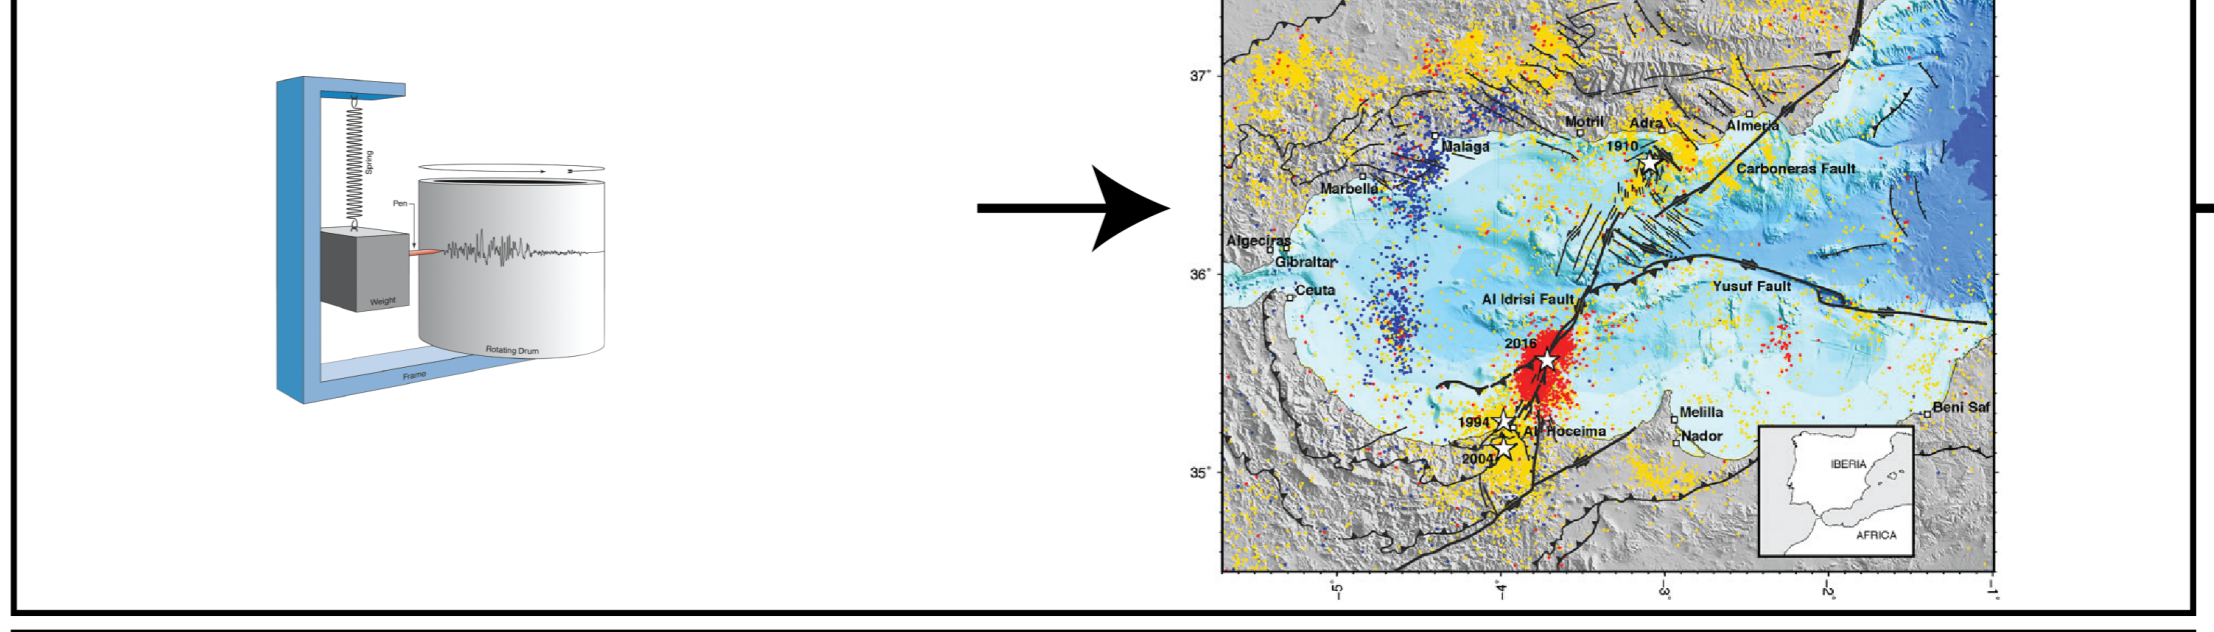 Spring
Pen
Weight
Rotating Drum
Frame
37°
Motril
Adra
Almería
1910
Malaga
Carboneras Fault
Marbella
Algeciras
Gibraltar
36°
Ceuta
Al Idrisi Fault
Yusuf Fault
2016
1994
Al-Hoceima
Melilla
Nador
Beni Saf
2004
35°
IBERIA
AFRICA
-5°
-4°
-3°
-2°
-1°